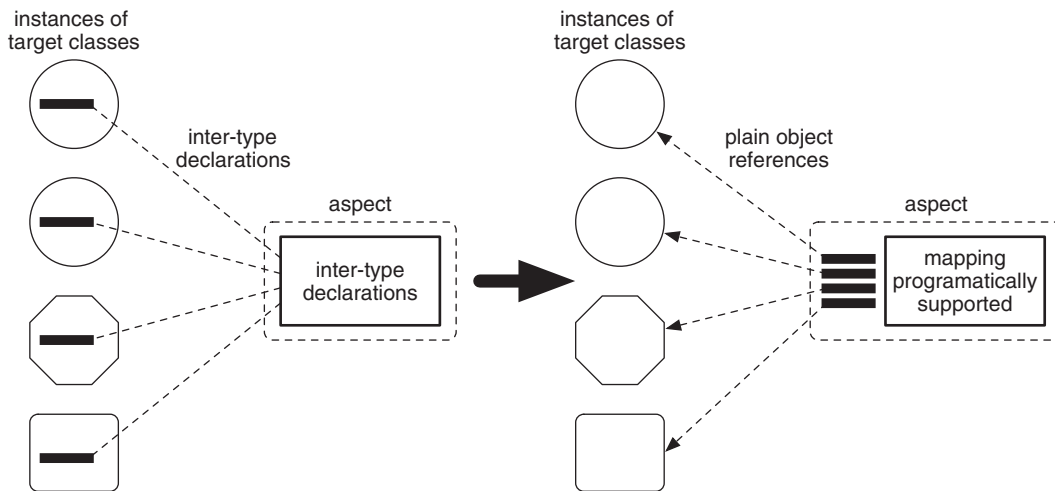 instances of
target classes
inter-type
declarations
aspect
inter-type
declarations
instances of
target classes
plain object
references
aspect
mapping
programatically
supported